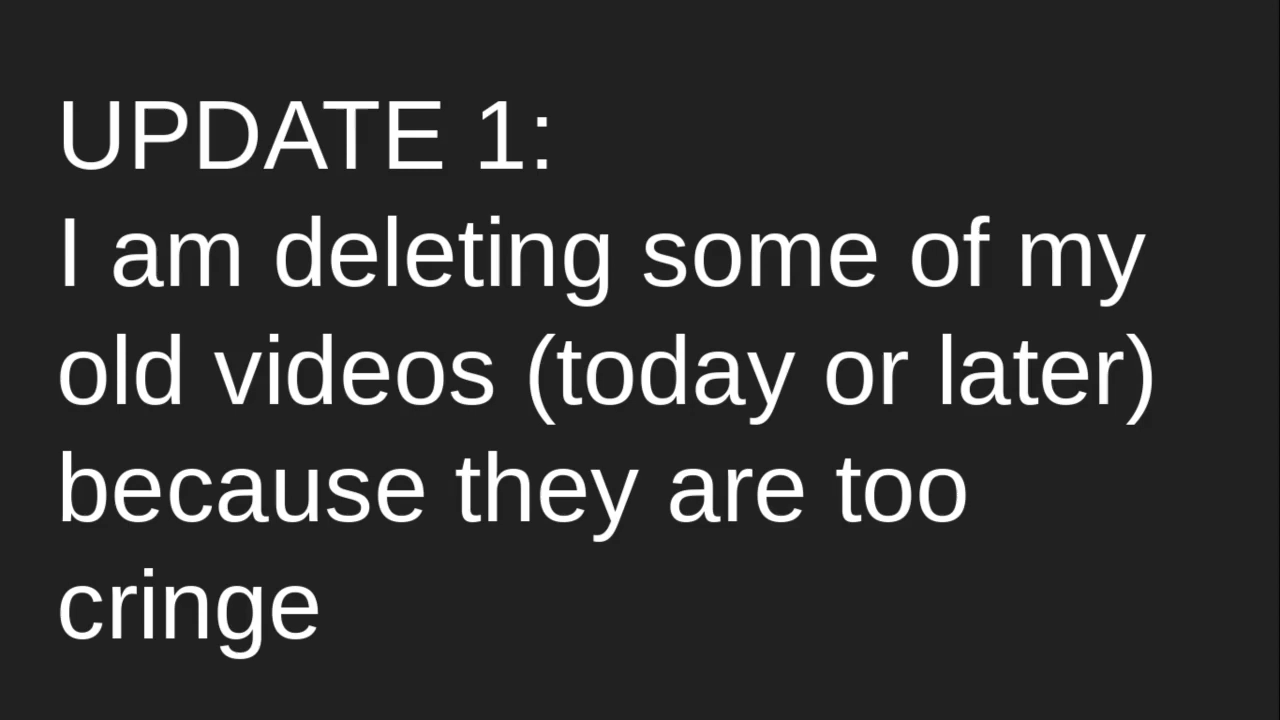 UPDATE 1:
I am deleting some of my
old videos (today or later)
because they are too
cringe